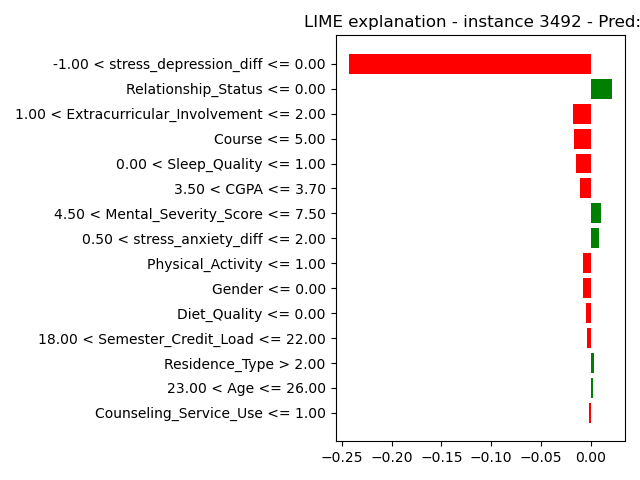 LIME explanation - instance 3492 - Pred:
-1.00 < stress_depression_diff <= 0.00
Relationship_Status <= 0.00
1.00 < Extracurricular_Involvement <= 2.00
Course <= 5.00
0.00 < Sleep_Quality <= 1.00
3.50 < CGPA <= 3.70
4.50 < Mental_Severity_Score <= 7.50
0.50 < stress_anxiety_diff <= 2.00
Physical_Activity <= 1.00
Gender <= 0.00
Diet_Quality <= 0.00
18.00 < Semester_Credit_Load <= 22.00
Residence_Type > 2.00
23.00 < Age <= 26.00
Counseling_Service_Use <= 1.00
−0.25 −0.20 −0.15 −0.10 −0.05 0.00